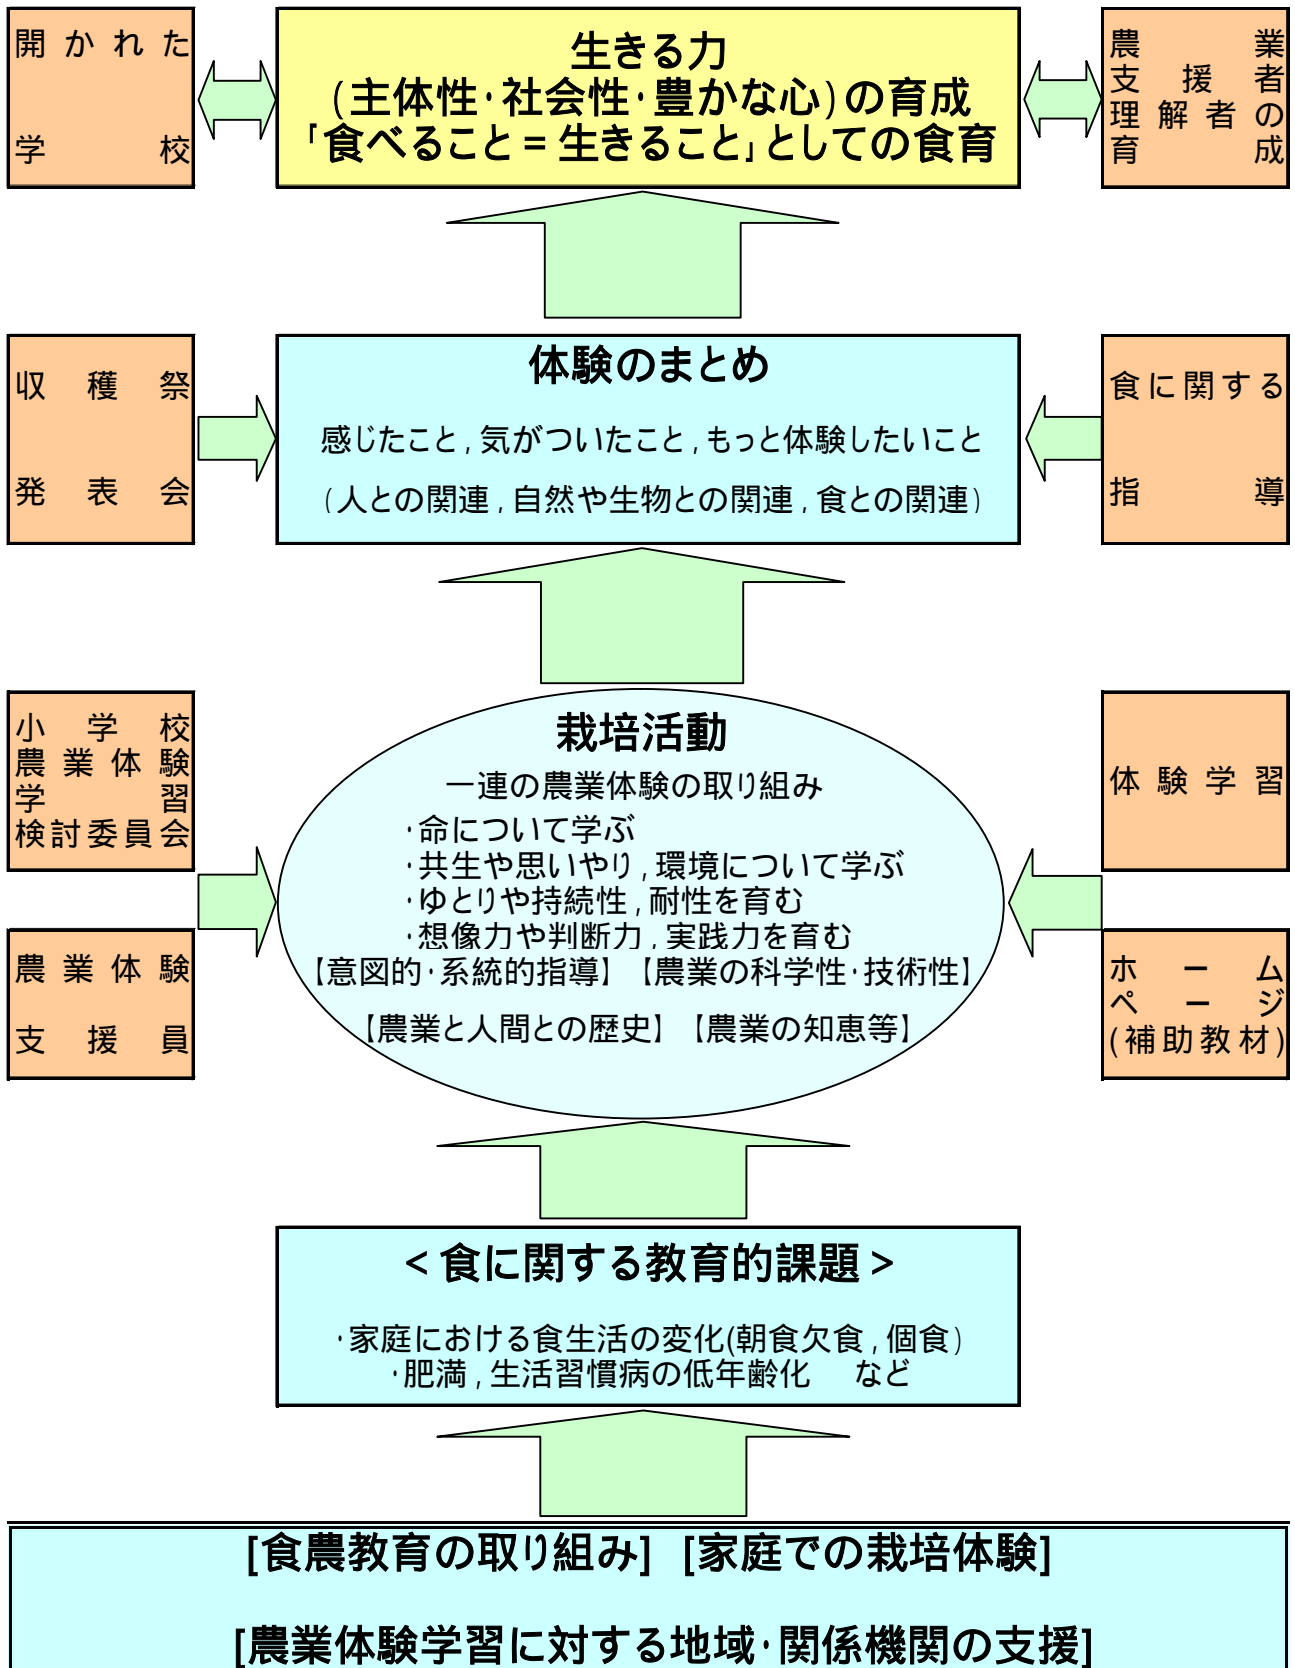 開かれた
学校
生きる力
(主体性・社会性・豊かな心)の育成
「食べること=生きること」としての食育
農業
支援者
理解者の
育成
体験のまとめ
感じたこと,気がついたこと,もっと体験したいこと
(人との関連,自然や生物との関連,食との関連)
収穫祭
発表会
食に関する
指導
栽培活動
一連の農業体験の取り組み
・命について学ぶ
・共生や思いやり,環境について学ぶ
・ゆとりや持続性,耐性を育む
・想像力や判断力,実践力を育む
【意図的・系統的指導】【農業の科学性・技術性】
【農業と人間との歴史】【農業の知恵等】
小学校
農業体験
学習
検討委員会
農業体験
支援員
体験学習
ホーム
ページ
(補助教材)
<食に関する教育的課題>
・家庭における食生活の変化(朝食欠食,個食)
・肥満,生活習慣病の低年齢化 など
[食農教育の取り組み] [家庭での栽培体験]
[農業体験学習に対する地域・関係機関の支援]